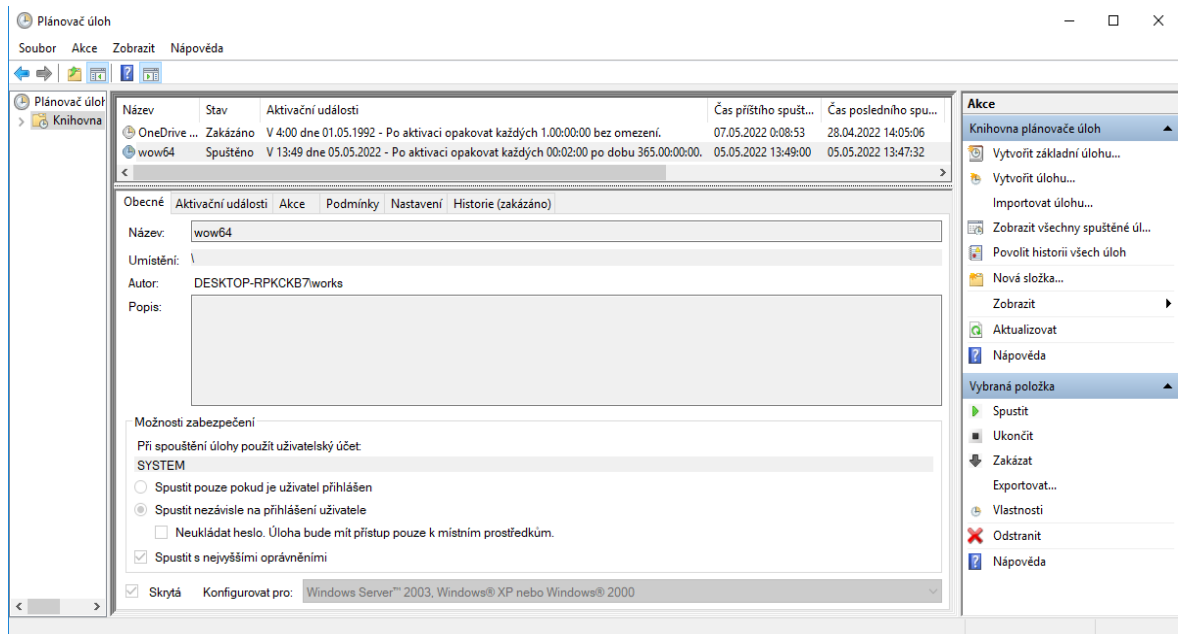 Plánovač úloh
Soubor Akce Zobrazit Nápověda
Plánovač úloh
Knihovna
Název Stav Aktivační události Čas příštího spušt... Čas posledního spu...
OneDrive ... Zakázáno V 4:00 dne 01.05.1992 - Po aktivaci opakovat každých 1.00:00:00 bez omezení. 07.05.2022 0:08:53 28.04.2022 14:05:06
wow64 Spuštěno V 13:49 dne 05.05.2022 - Po aktivaci opakovat každých 00:02:00 po dobu 365.00:00:00. 05.05.2022 13:49:00 05.05.2022 13:47:32
Obecné Aktivační události Akce Podmínky Nastavení Historie (zakázáno)
Název: wow64
Umístění: \
Autor: DESKTOP-RPKCKB7\works
Popis:
Možnosti zabezpečení
Při spouštění úlohy použít uživatelský účet:
SYSTEM
Spustit pouze pokud je uživatel přihlášen
Spustit nezávisle na přihlášení uživatele
Neukládat heslo. Úloha bude mít přístup pouze k místním prostředkům.
Spustit s nejvyššími oprávněními
Skrytá Konfigurovat pro: Windows Server™ 2003, Windows® XP nebo Windows® 2000
Akce
Knihovna plánovače úloh
Vytvořit základní úlohu...
Vytvořit úlohu...
Importovat úlohu...
Zobrazit všechny spuštěné úl...
Povolit historii všech úloh
Nová složka...
Zobrazit
Aktualizovat
Nápověda
Vybraná položka
Spustit
Ukončit
Zakázat
Exportovat...
Vlastnosti
Odstranit
Nápověda